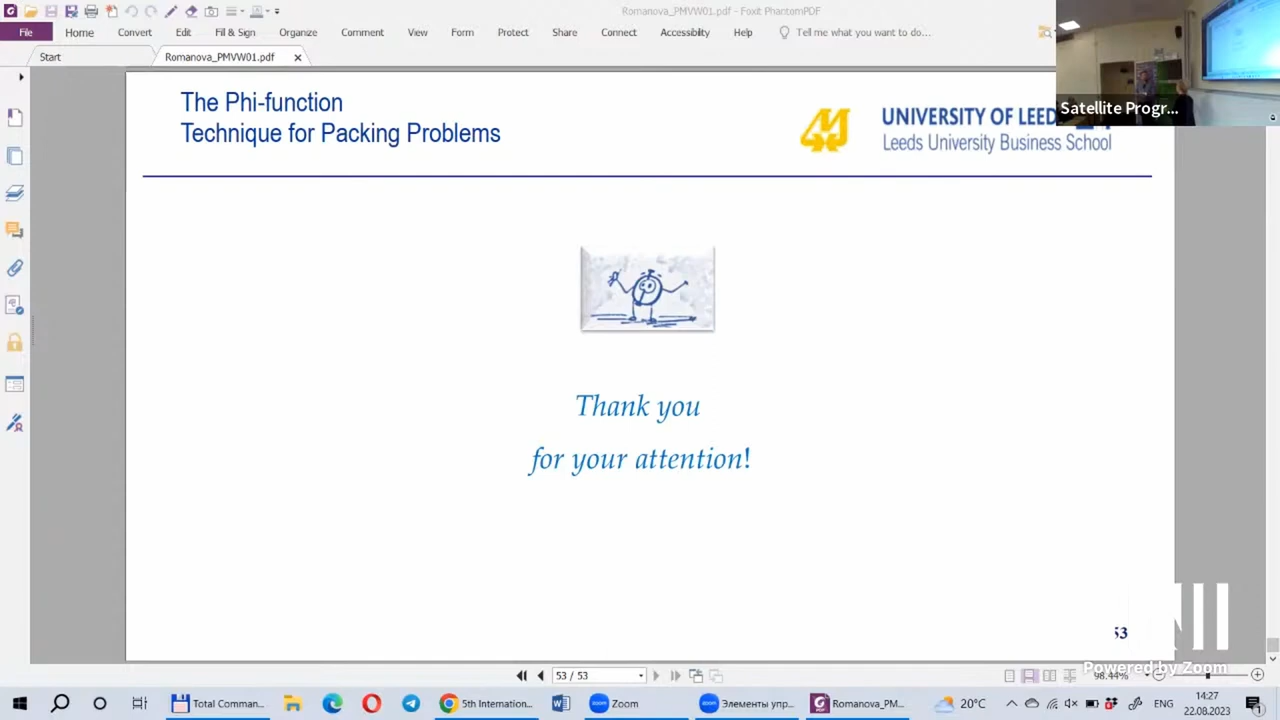 Romanova_PMVW01.pdf - Foxit PhantomPDF
File Home Convert Edit Fill & Sign Organize Comment View Form Protect Share Connect Accessibility Help Tell me what you want to do...
Start Romanova_PMVW01.pdf
Satellite Progr...
The Phi-function
Technique for Packing Problems
UNIVERSITY OF LEED
Leeds University Business School
Thank you
for your attention!
53
Powered by Zoom
53 / 53
98.44%
Total Comman...
5th Internation...
Zoom
Элементы упр...
Romanova_PM...
20°C
ENG
14:27
22.08.2023
1